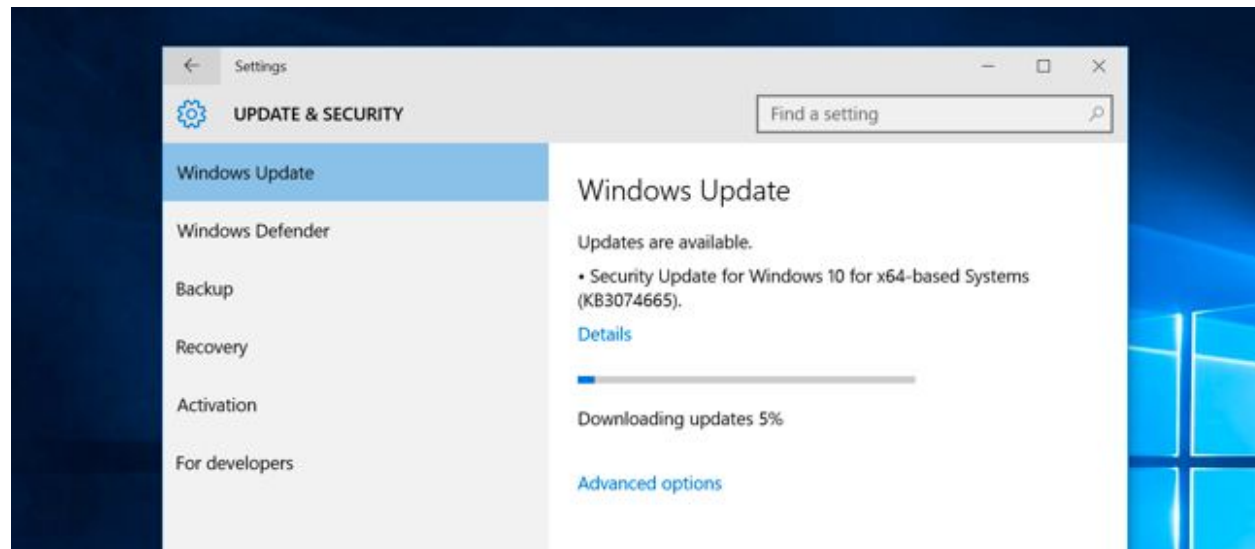 Settings
UPDATE & SECURITY
Find a setting
Windows Update
Windows Defender
Backup
Recovery
Activation
For developers
Windows Update
Updates are available.
• Security Update for Windows 10 for x64-based Systems
(KB3074665).
Details
Downloading updates 5%
Advanced options